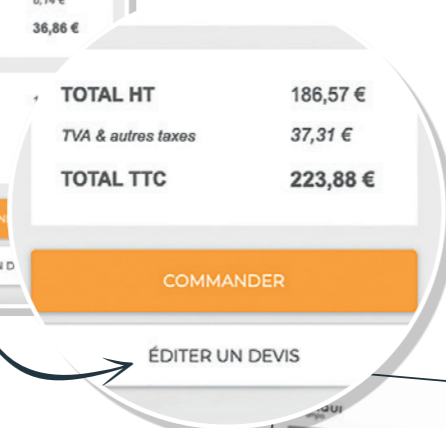 36,86 €
TOTAL HT 186,57 €
TVA & autres taxes 37,31 €
TOTAL TTC 223,88 €
COMMANDER
ÉDITER UN DEVIS